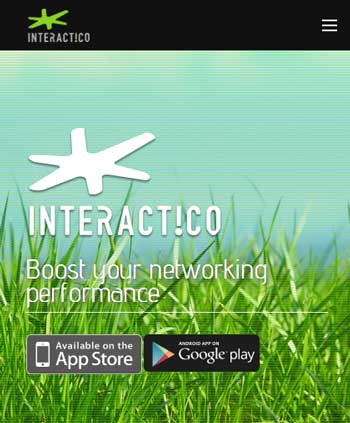 INTERACT!CO
INTERACT!CO
Boost your networking
performance
Available on the
App Store
ANDROID APP ON
Google play